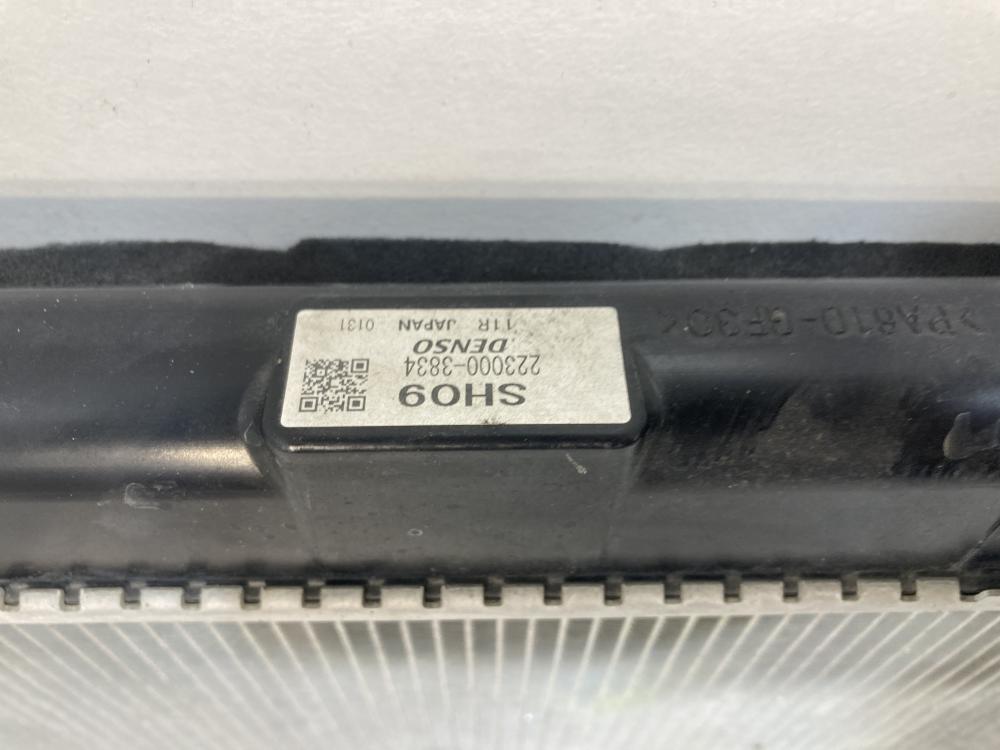 SH09
223000-3834
DENSO
11R JAPAN 0131
>PA610-GF30<